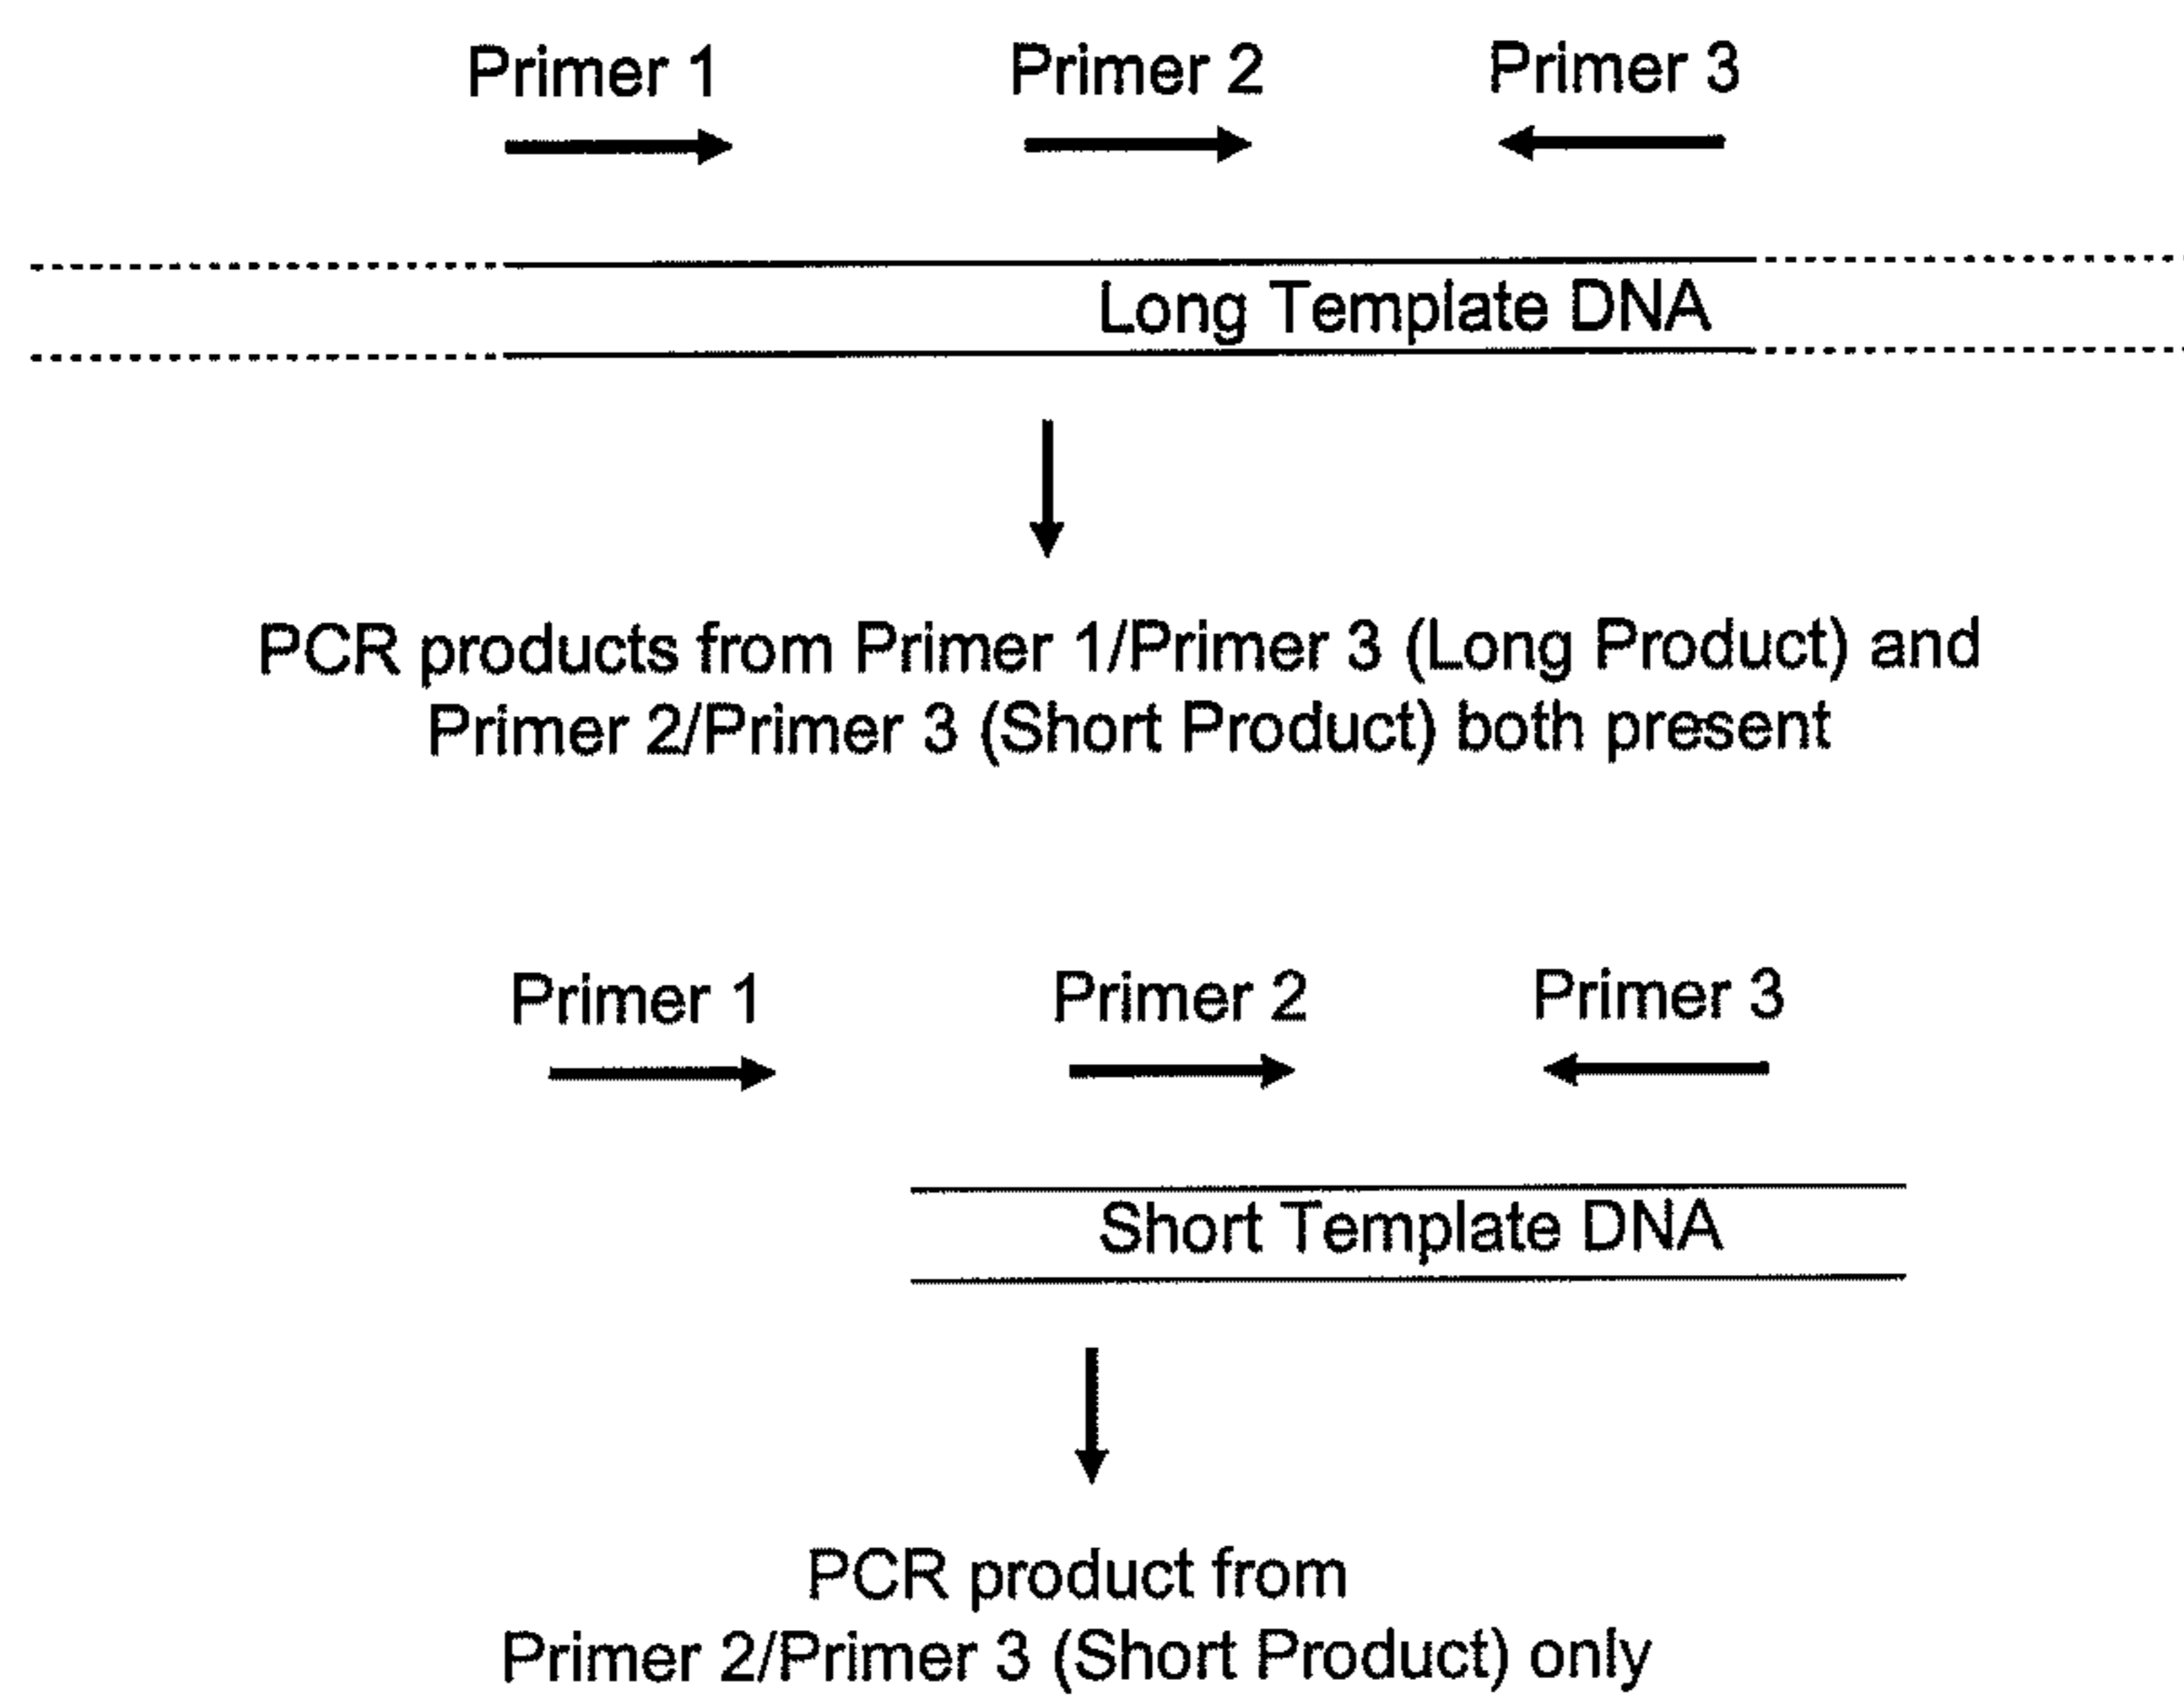 Primer 1 Primer 2 Primer 3
Long Template DNA
PCR products from Primer 1/Primer 3 (Long Product) and
Primer 2/Primer 3 (Short Product) both present
Primer 1 Primer 2 Primer 3
Short Template DNA
PCR product from
Primer 2/Primer 3 (Short Product) only